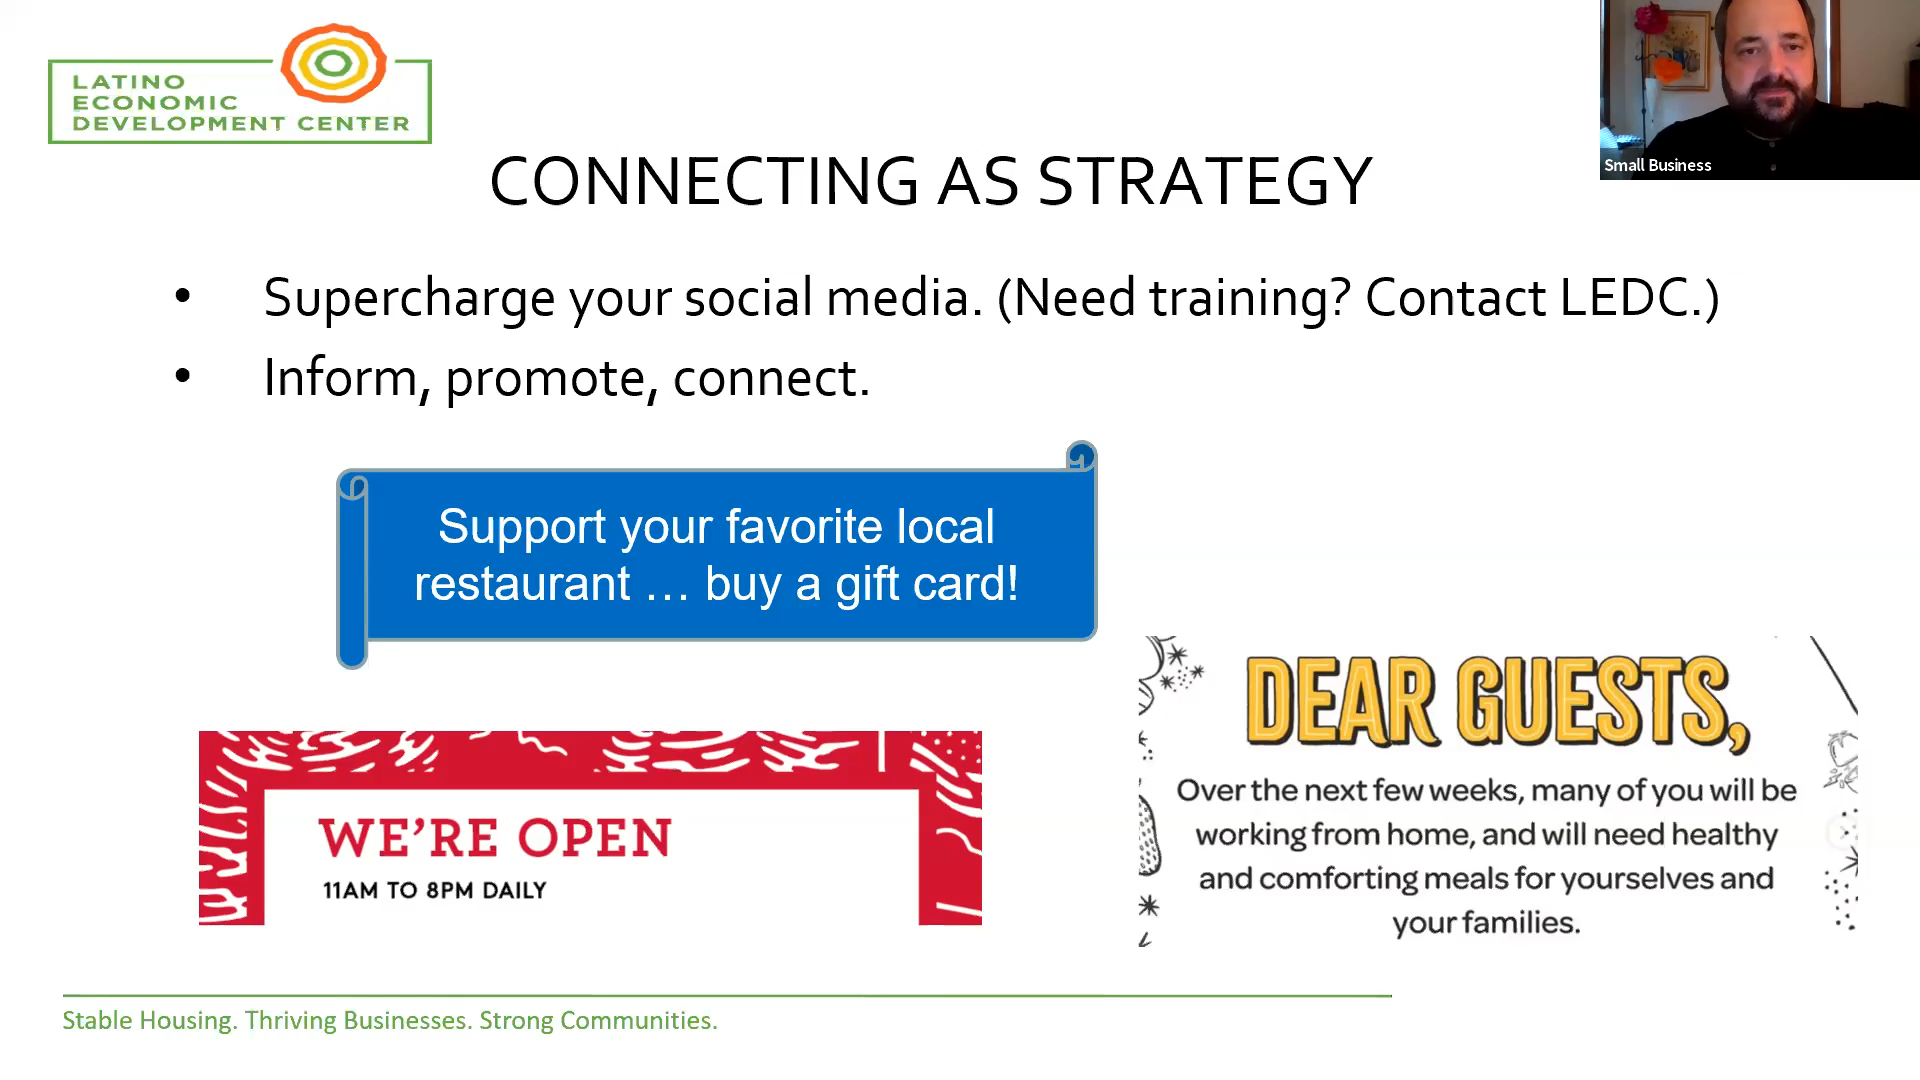 LATINO
ECONOMIC
DEVELOPMENT CENTER
Small Business
CONNECTING AS STRATEGY
• Supercharge your social media. (Need training? Contact LEDC.)
• Inform, promote, connect.
Support your favorite local
restaurant … buy a gift card!
WE'RE OPEN
11AM TO 8PM DAILY
DEAR GUESTS,
Over the next few weeks, many of you will be
working from home, and will need healthy
and comforting meals for yourselves and
your families.
Stable Housing. Thriving Businesses. Strong Communities.